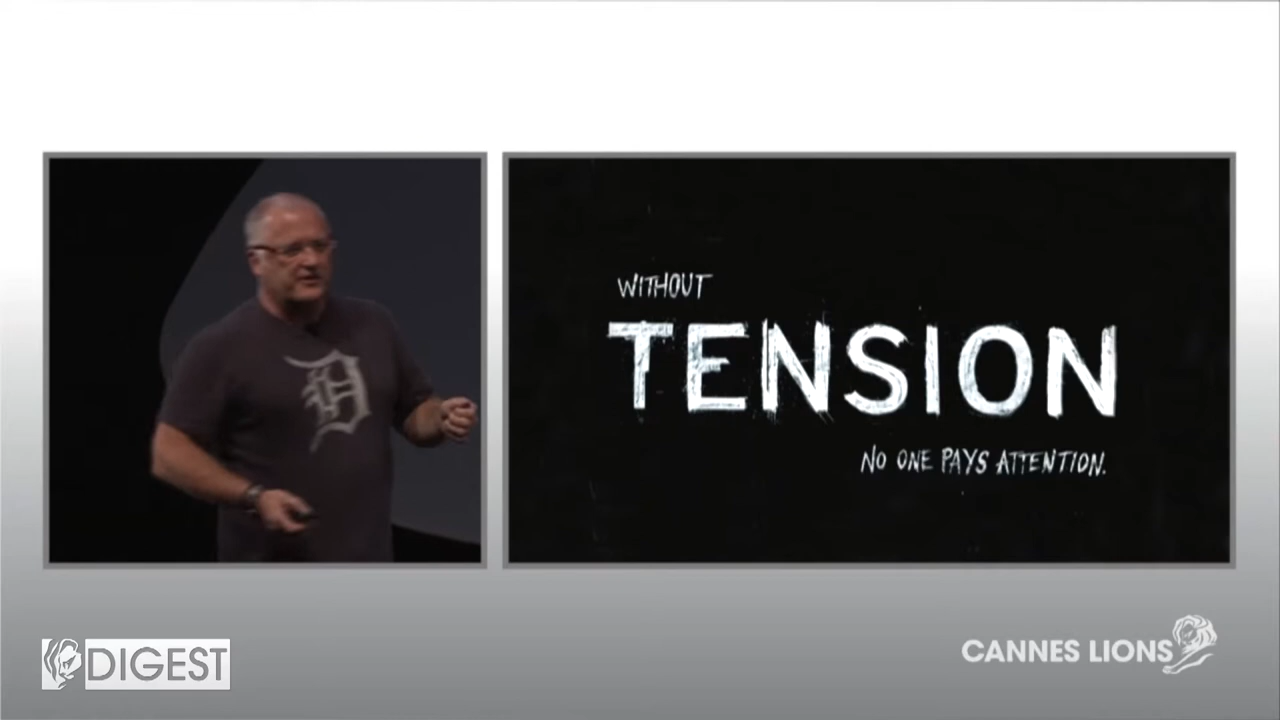 D
WITHOUT
TENSION
NO ONE PAYS ATTENTION.
DIGEST
CANNES LIONS